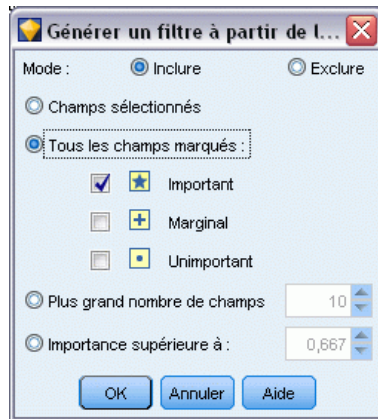 Générer un filtre à partir de l...
Mode : Inclure Exclure
Champs sélectionnés
Tous les champs marqués :
Important
Marginal
Unimportant
Plus grand nombre de champs 10
Importance supérieure à : 0,667
OK Annuler Aide